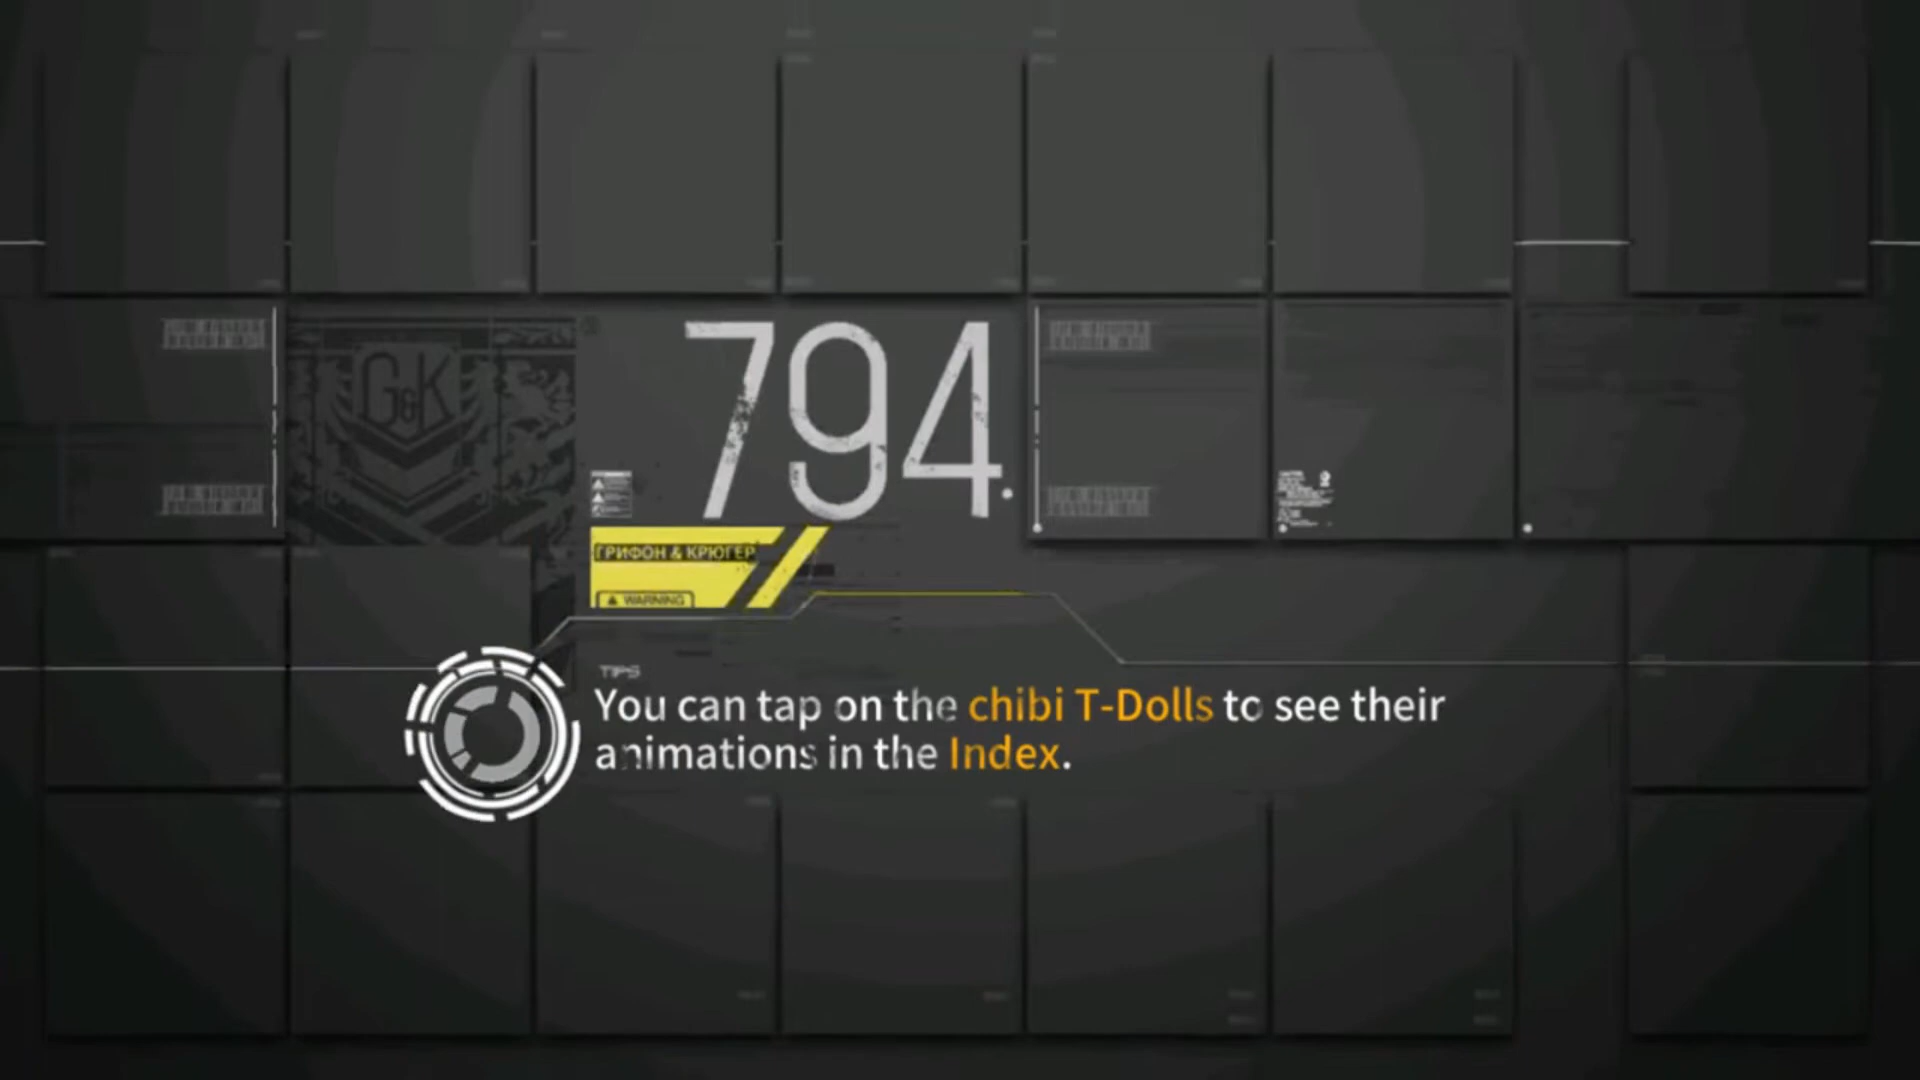 G&K
794.
ГРИФОН & КРЮГЕР
WARNING
TIPS
You can tap on the chibi T-Dolls to see their
animations in the Index.